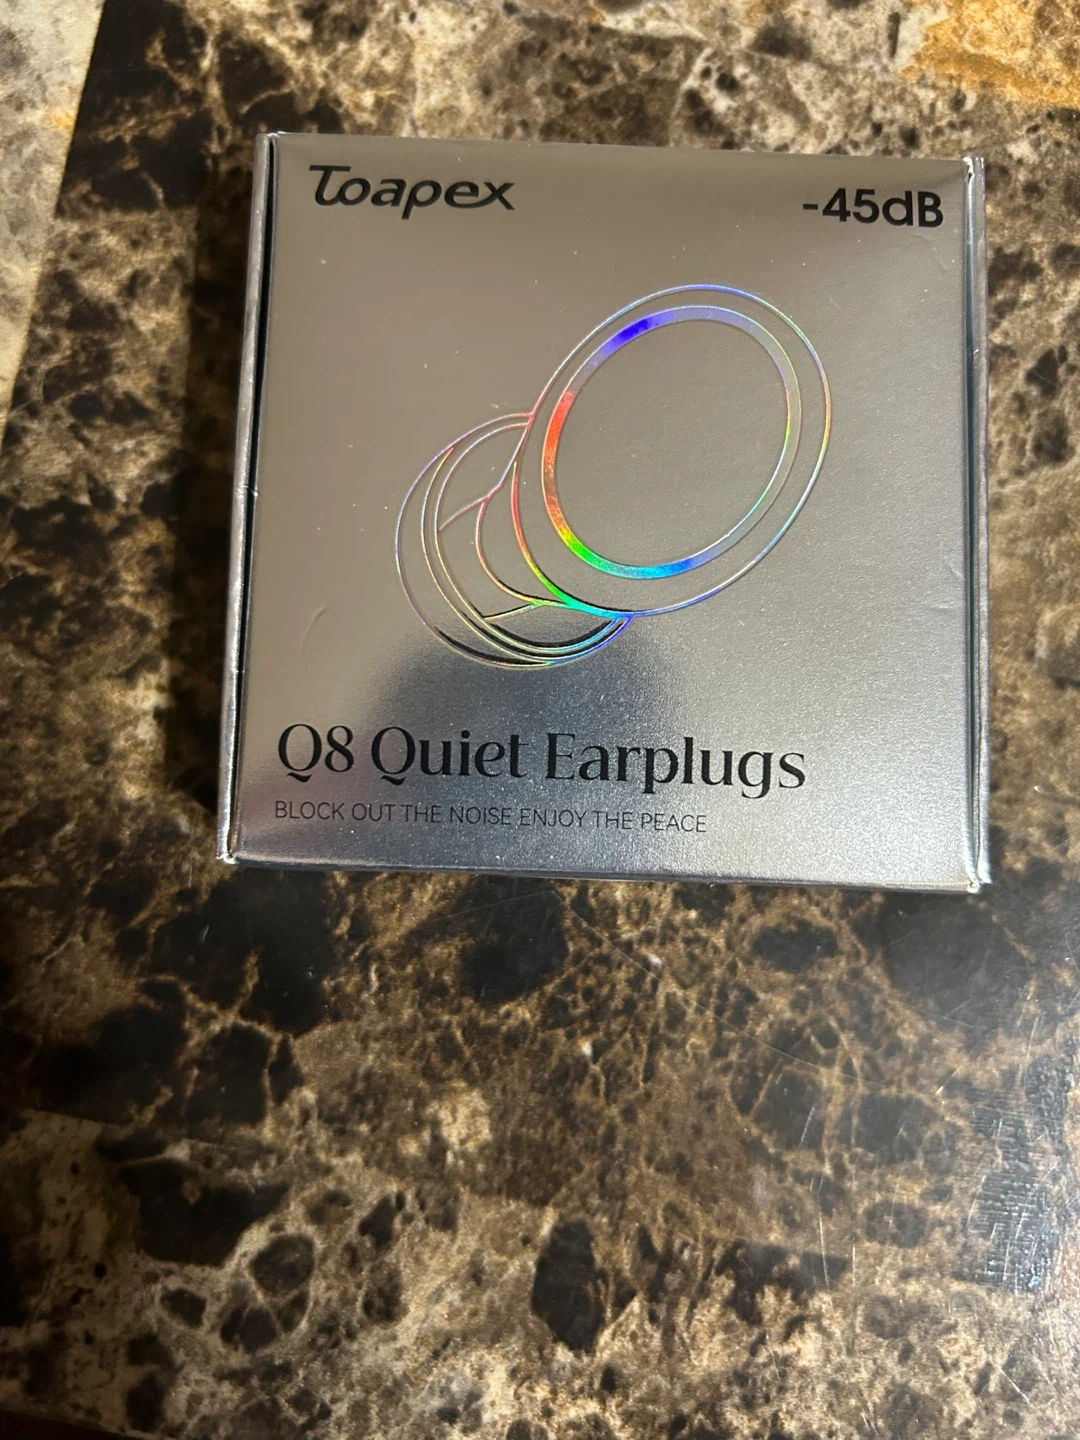 Toapex
-45dB
Q8 Quiet Earplugs
BLOCK OUT THE NOISE ENJOY THE PEACE